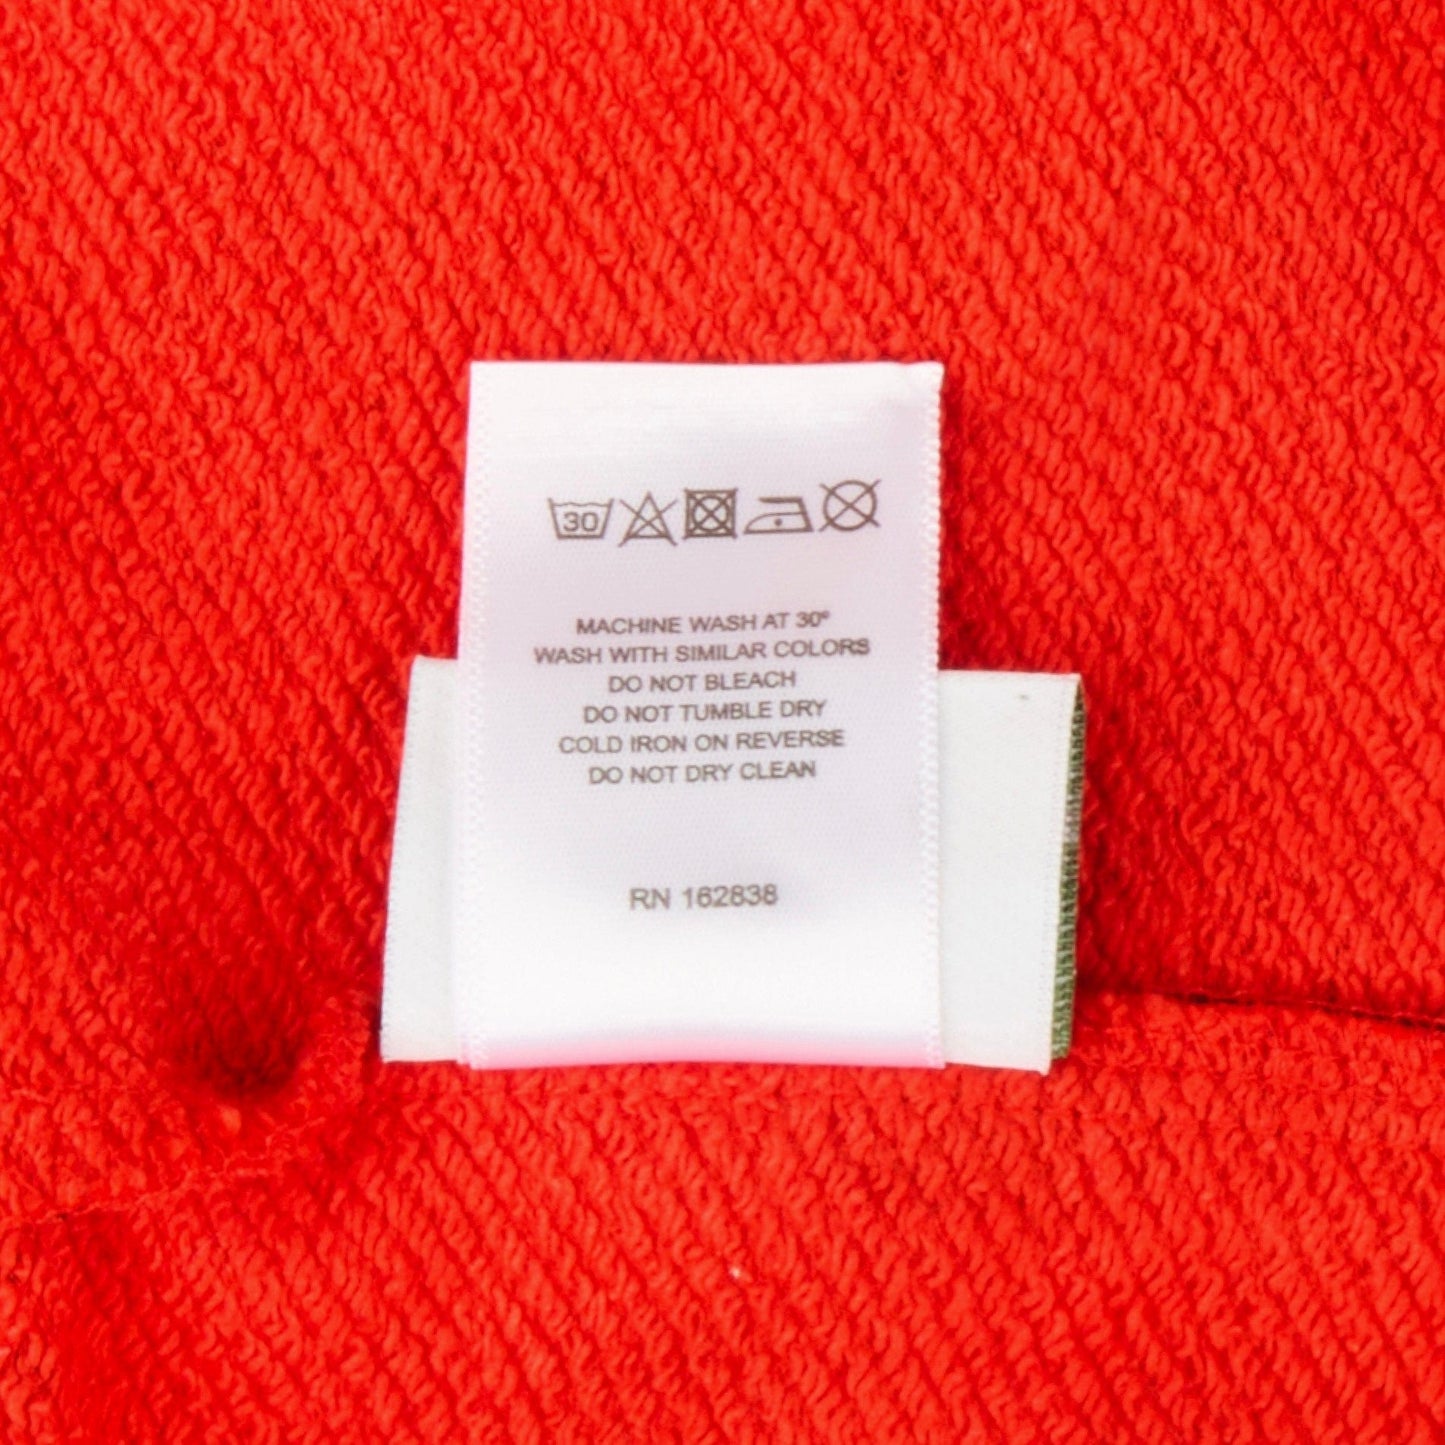 30
MACHINE WASH AT 30°
WASH WITH SIMILAR COLORS
DO NOT BLEACH
DO NOT TUMBLE DRY
COLD IRON ON REVERSE
DO NOT DRY CLEAN
RN 162838